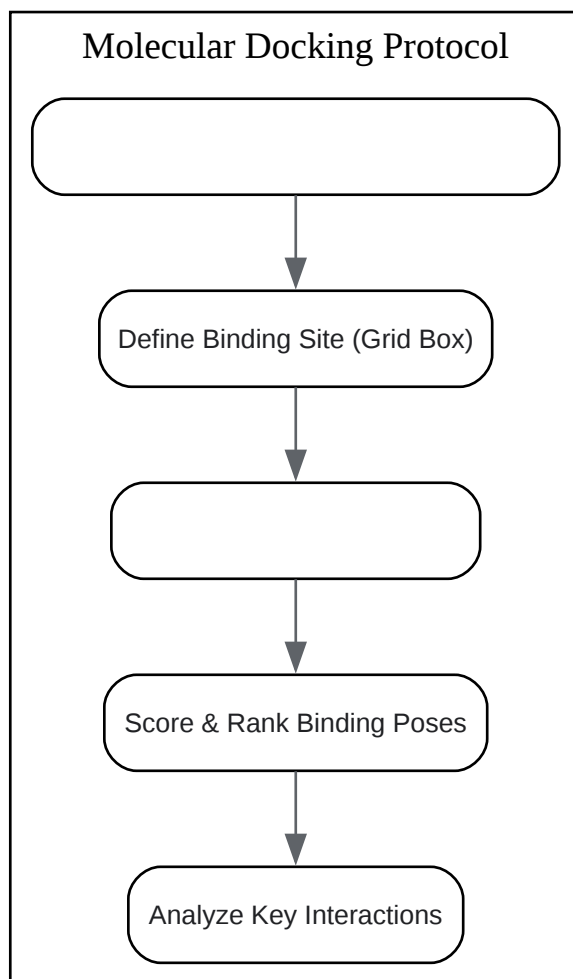 Molecular Docking Protocol
Define Binding Site (Grid Box)
Score & Rank Binding Poses
Analyze Key Interactions